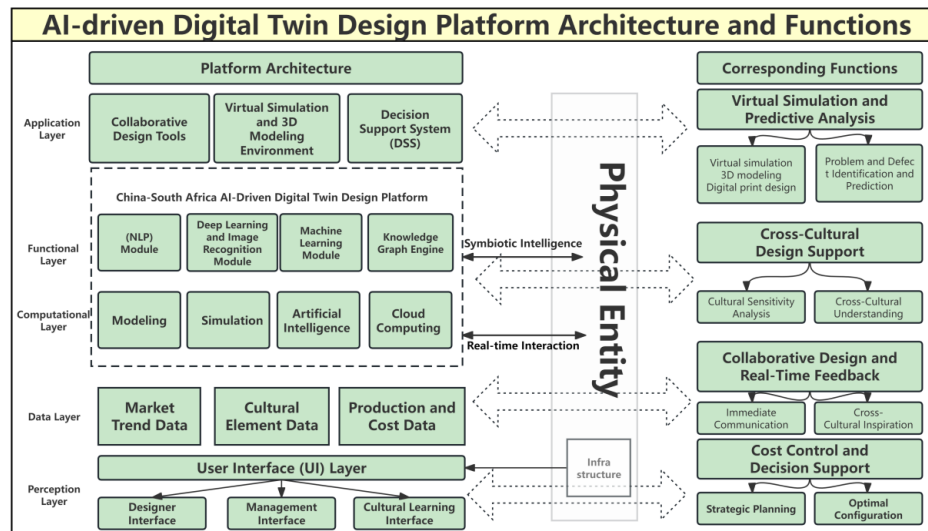 AI-driven Digital Twin Design Platform Architecture and Functions
Platform Architecture
Application
Layer
Collaborative
Design Tools
Virtual Simulation
and 3D
Modeling
Environment
Decision
Support System
(DSS)
China-South Africa AI-Driven Digital Twin Design Platform
Functional
Layer
(NLP)
Module
Deep Learning
and Image
Recognition
Module
Machine
Learning
Module
Knowledge
Graph Engine
Computational
Layer
Modeling
Simulation
Artificial
Intelligence
Cloud
Computing
Data Layer
Market
Trend Data
Cultural
Element Data
Production and
Cost Data
Perception
Layer
User Interface (UI) Layer
Designer
Interface
Management
Interface
Cultural Learning
Interface
Symbiotic Intelligence
Real-time Interaction
Physical Entity
Infra
structure
Corresponding Functions
Virtual Simulation and
Predictive Analysis
Virtual simulation
3D modeling
Digital print design
Problem and Defec
t Identification and
Prediction
Cross-Cultural
Design Support
Cultural Sensitivity
Analysis
Cross-Cultural
Understanding
Collaborative Design and
Real-Time Feedback
Immediate
Communication
Cross-
Cultural Inspiration
Cost Control and
Decision Support
Strategic Planning
Optimal
Configuration